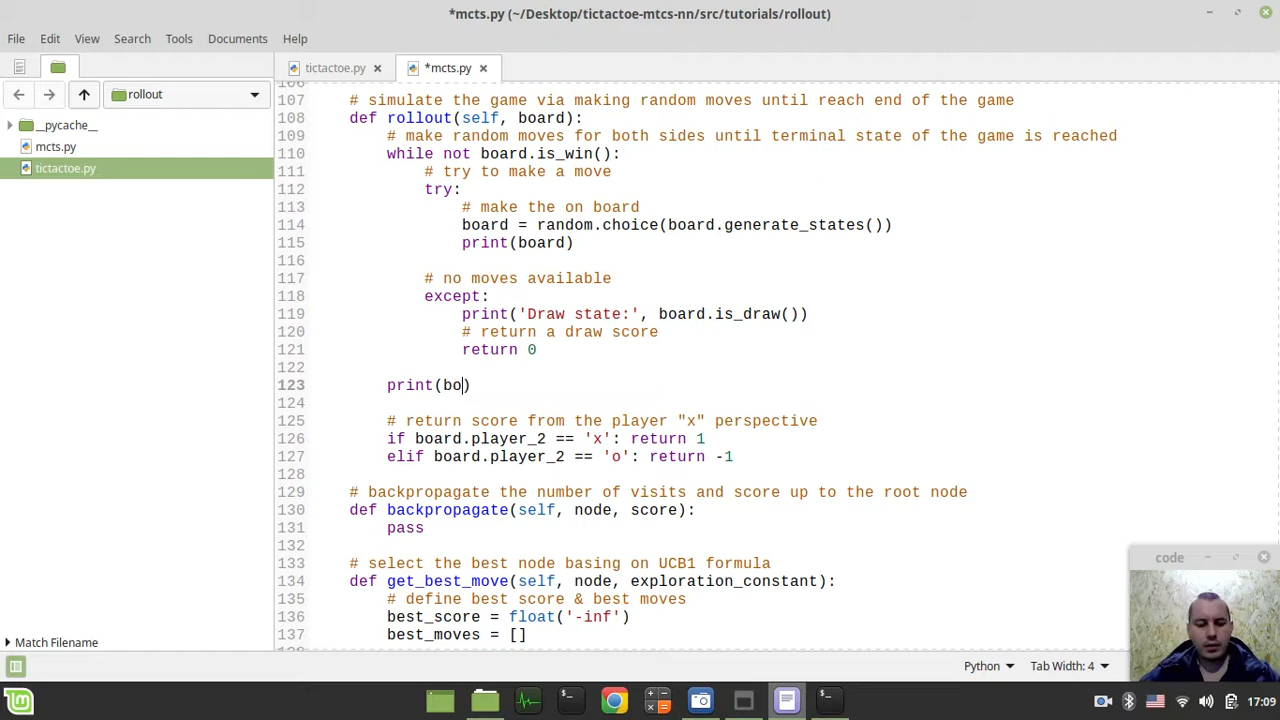 *mcts.py (~/Desktop/tictactoe-mtcs-nn/src/tutorials/rollout)
File Edit View Search Tools Documents Help
tictactoe.py *mcts.py
rollout
__pycache__
mcts.py
tictactoe.py
106
107 # simulate the game via making random moves until reach end of the game
108 def rollout(self, board):
109 # make random moves for both sides until terminal state of the game is reached
110 while not board.is_win():
111 # try to make a move
112 try:
113 # make the on board
114 board = random.choice(board.generate_states())
115 print(board)
116
117 # no moves available
118 except:
119 print('Draw state:', board.is_draw())
120 # return a draw score
121 return 0
122
123 print(bo)
124
125 # return score from the player "x" perspective
126 if board.player_2 == 'x': return 1
127 elif board.player_2 == 'o': return -1
128
129 # backpropagate the number of visits and score up to the root node
130 def backpropagate(self, node, score):
131 pass
132
133 # select the best node basing on UCB1 formula
134 def get_best_move(self, node, exploration_constant):
135 # define best score & best moves
136 best_score = float('-inf')
137 best_moves = []
code
Match Filename
Python Tab Width: 4
17:09